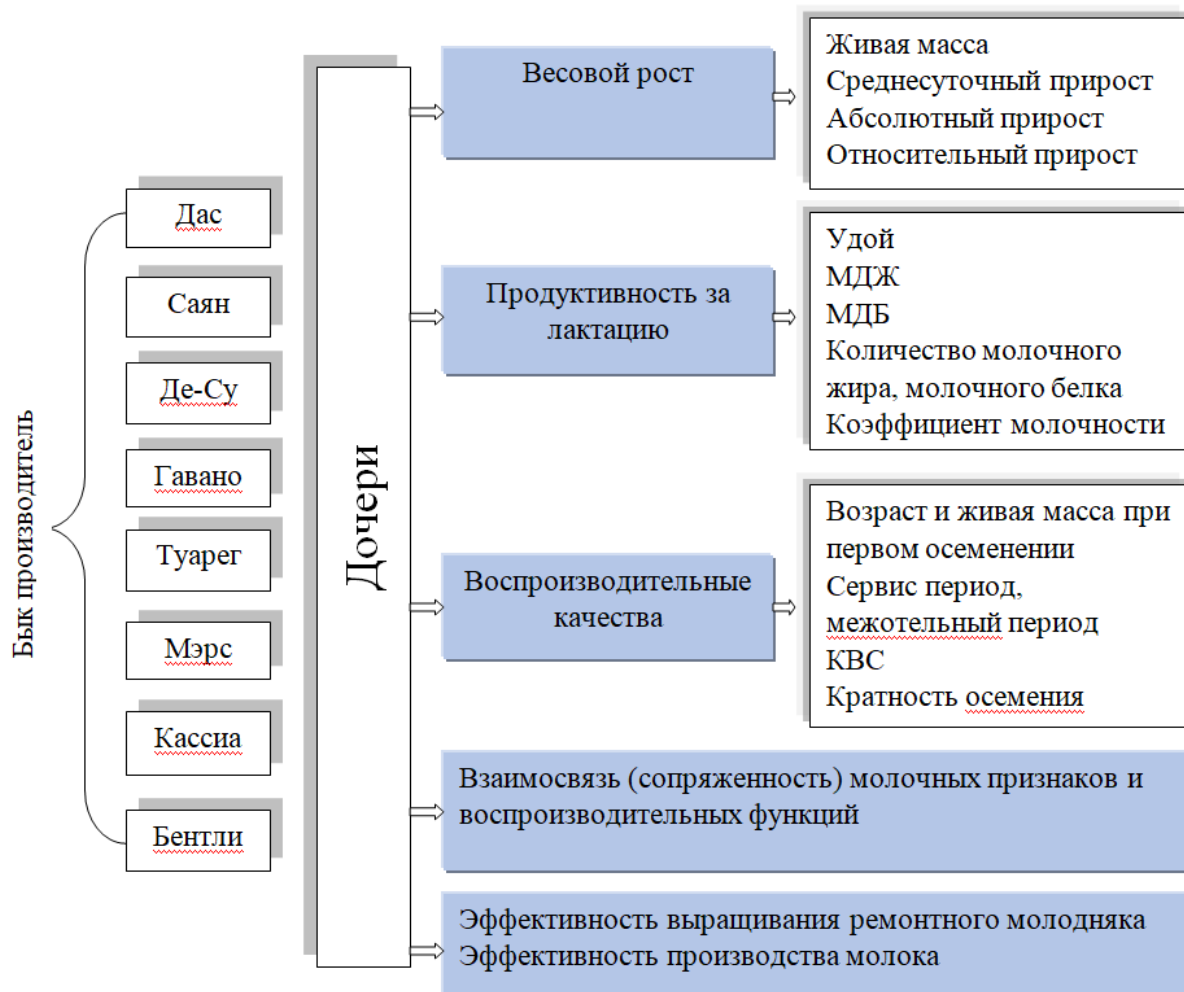 Бык производитель
Дас
Саян
Де-Су
Гавано
Туарег
Мэрс
Кассиа
Бентли
Дочери
Весовой рост
Живая масса
Среднесуточный прирост
Абсолютный прирост
Относительный прирост
Продуктивность за
лактацию
Удой
МДЖ
МДБ
Количество молочного
жира, молочного белка
Коэффициент молочности
Воспроизводительные
качества
Возраст и живая масса при
первом осеменении
Сервис период,
межотельный период
КВС
Кратность осемения
Взаимосвязь (сопряженность) молочных признаков и
воспроизводительных функций
Эффективность выращивания ремонтного молодняка
Эффективность производства молока